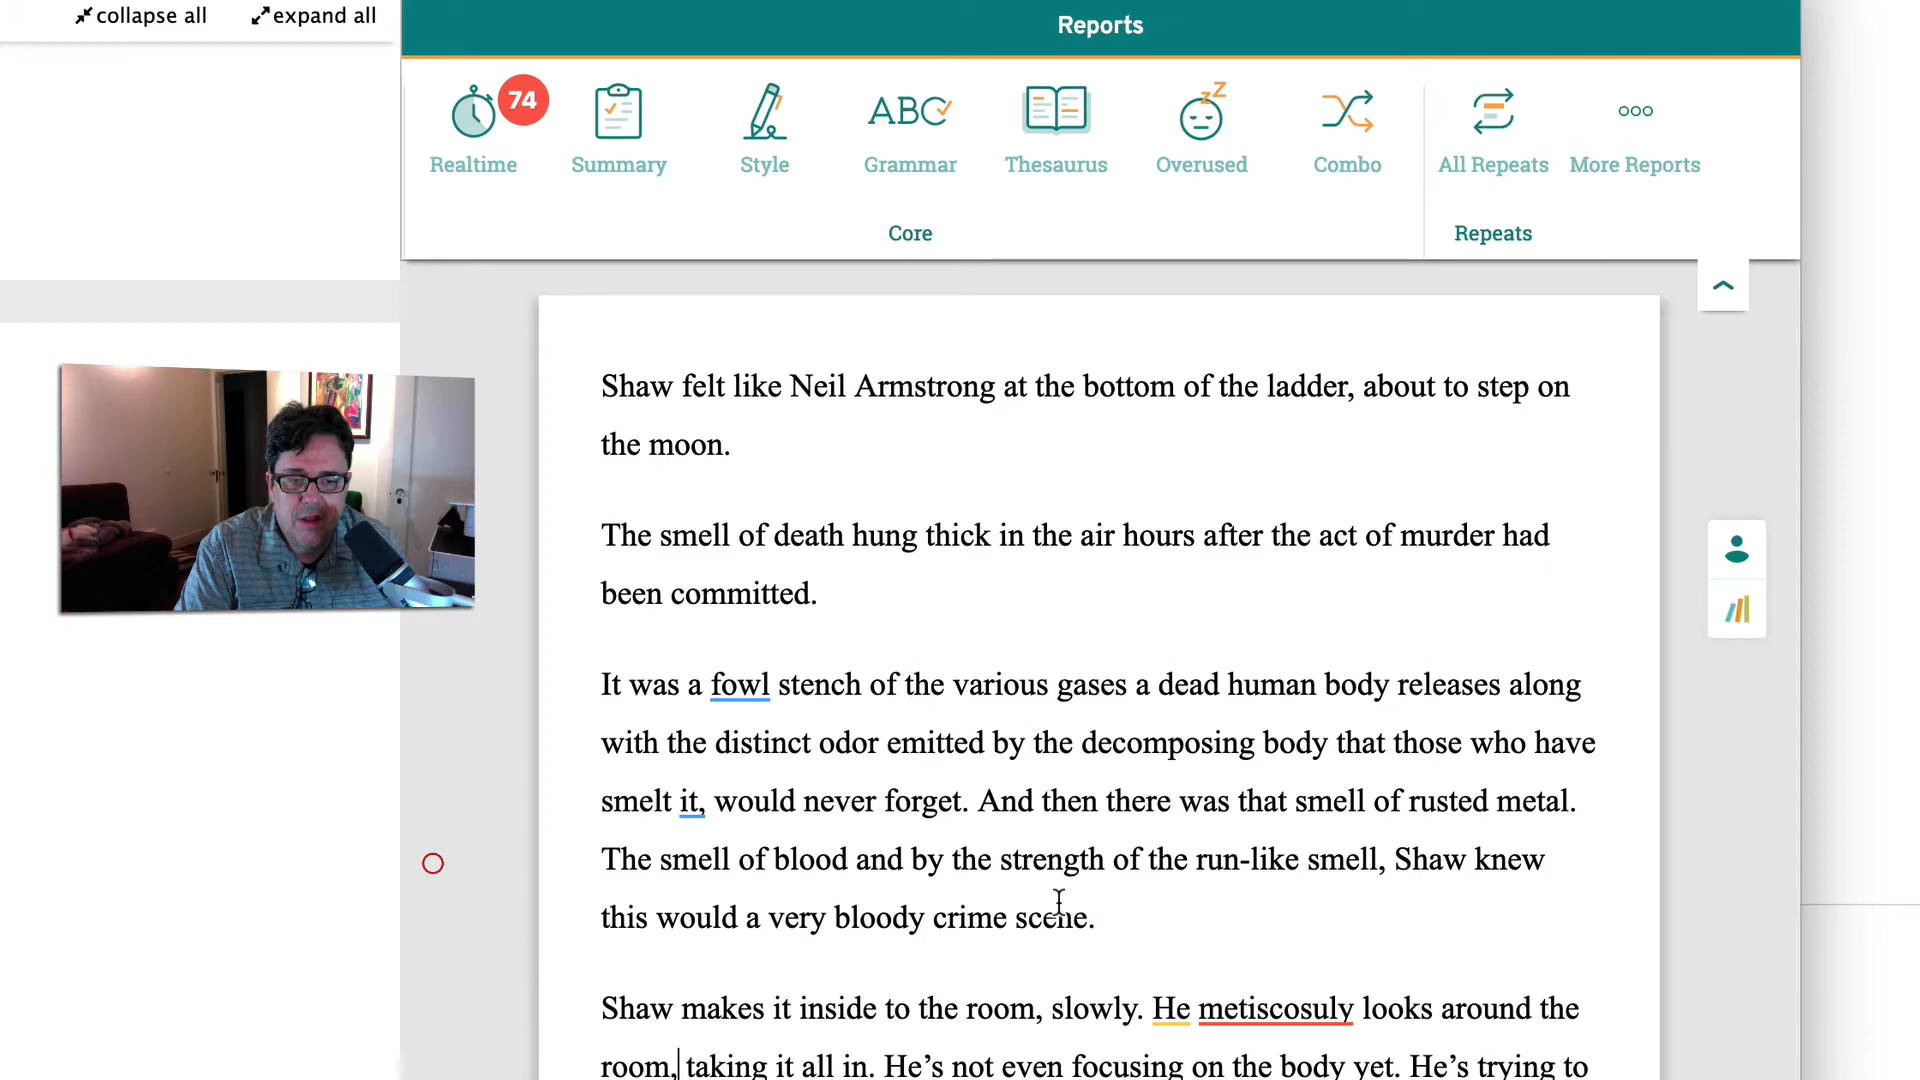 collapse all
expand all
Reports
74
Realtime
Summary
ABC
Style
Grammar
Thesaurus
zZ
Overused
Combo
All Repeats
More Reports
Core
Repeats
Shaw felt like Neil Armstrong at the bottom of the ladder, about to step on
the moon.
The smell of death hung thick in the air hours after the act of murder had
been committed.
It was a fowl stench of the various gases a dead human body releases along
with the distinct odor emitted by the decomposing body that those who have
smelt it, would never forget. And then there was that smell of rusted metal.
The smell of blood and by the strength of the run-like smell, Shaw knew
this would a very bloody crime scene.
Shaw makes it inside to the room, slowly. He metiscosuly looks around the
room, taking it all in. He’s not even focusing on the body yet. He’s trying to